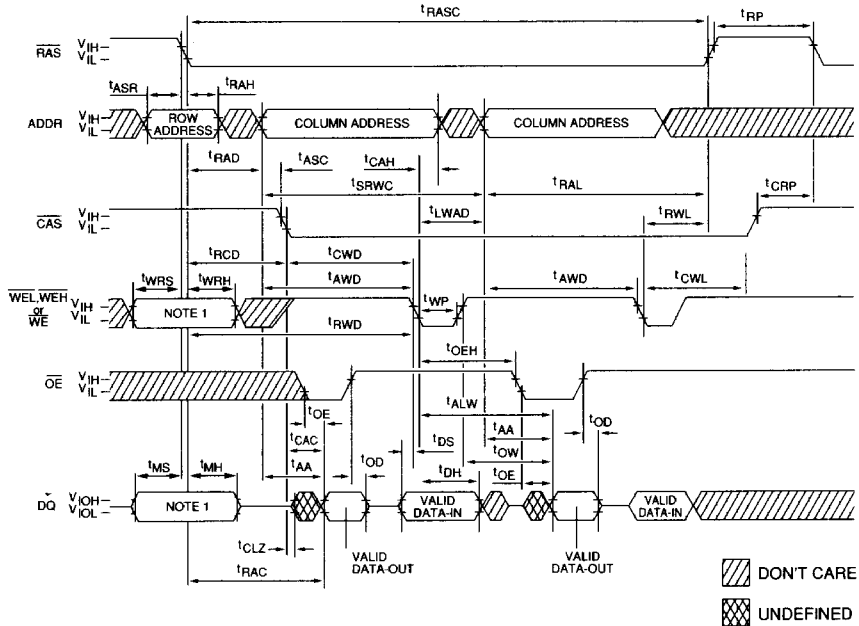 tRASC tRP
RAS VIH VIL
tASR tRAH
ADDR VIH VIL ROW ADDRESS COLUMN ADDRESS COLUMN ADDRESS
tRAD tASC tCAH
tSRWC tRAL tCRP
tLWAD tRWL
CAS VIH VIL
tRCD tCWD
tWRS tWRH tAWD tWP tAWD tCWL
WEL, WEH or WE VIH VIL NOTE 1
tRWD
tOEH
OE VIH VIL
tOE tALW
tCAC tDS tAA tOD
tOW
tMS tMH tAA tOD tDH tOE
DQ VIOH VIOL NOTE 1 VALID DATA-IN VALID DATA-IN
tCLZ
VALID DATA-OUT VALID DATA-OUT
tRAC
DON'T CARE
UNDEFINED